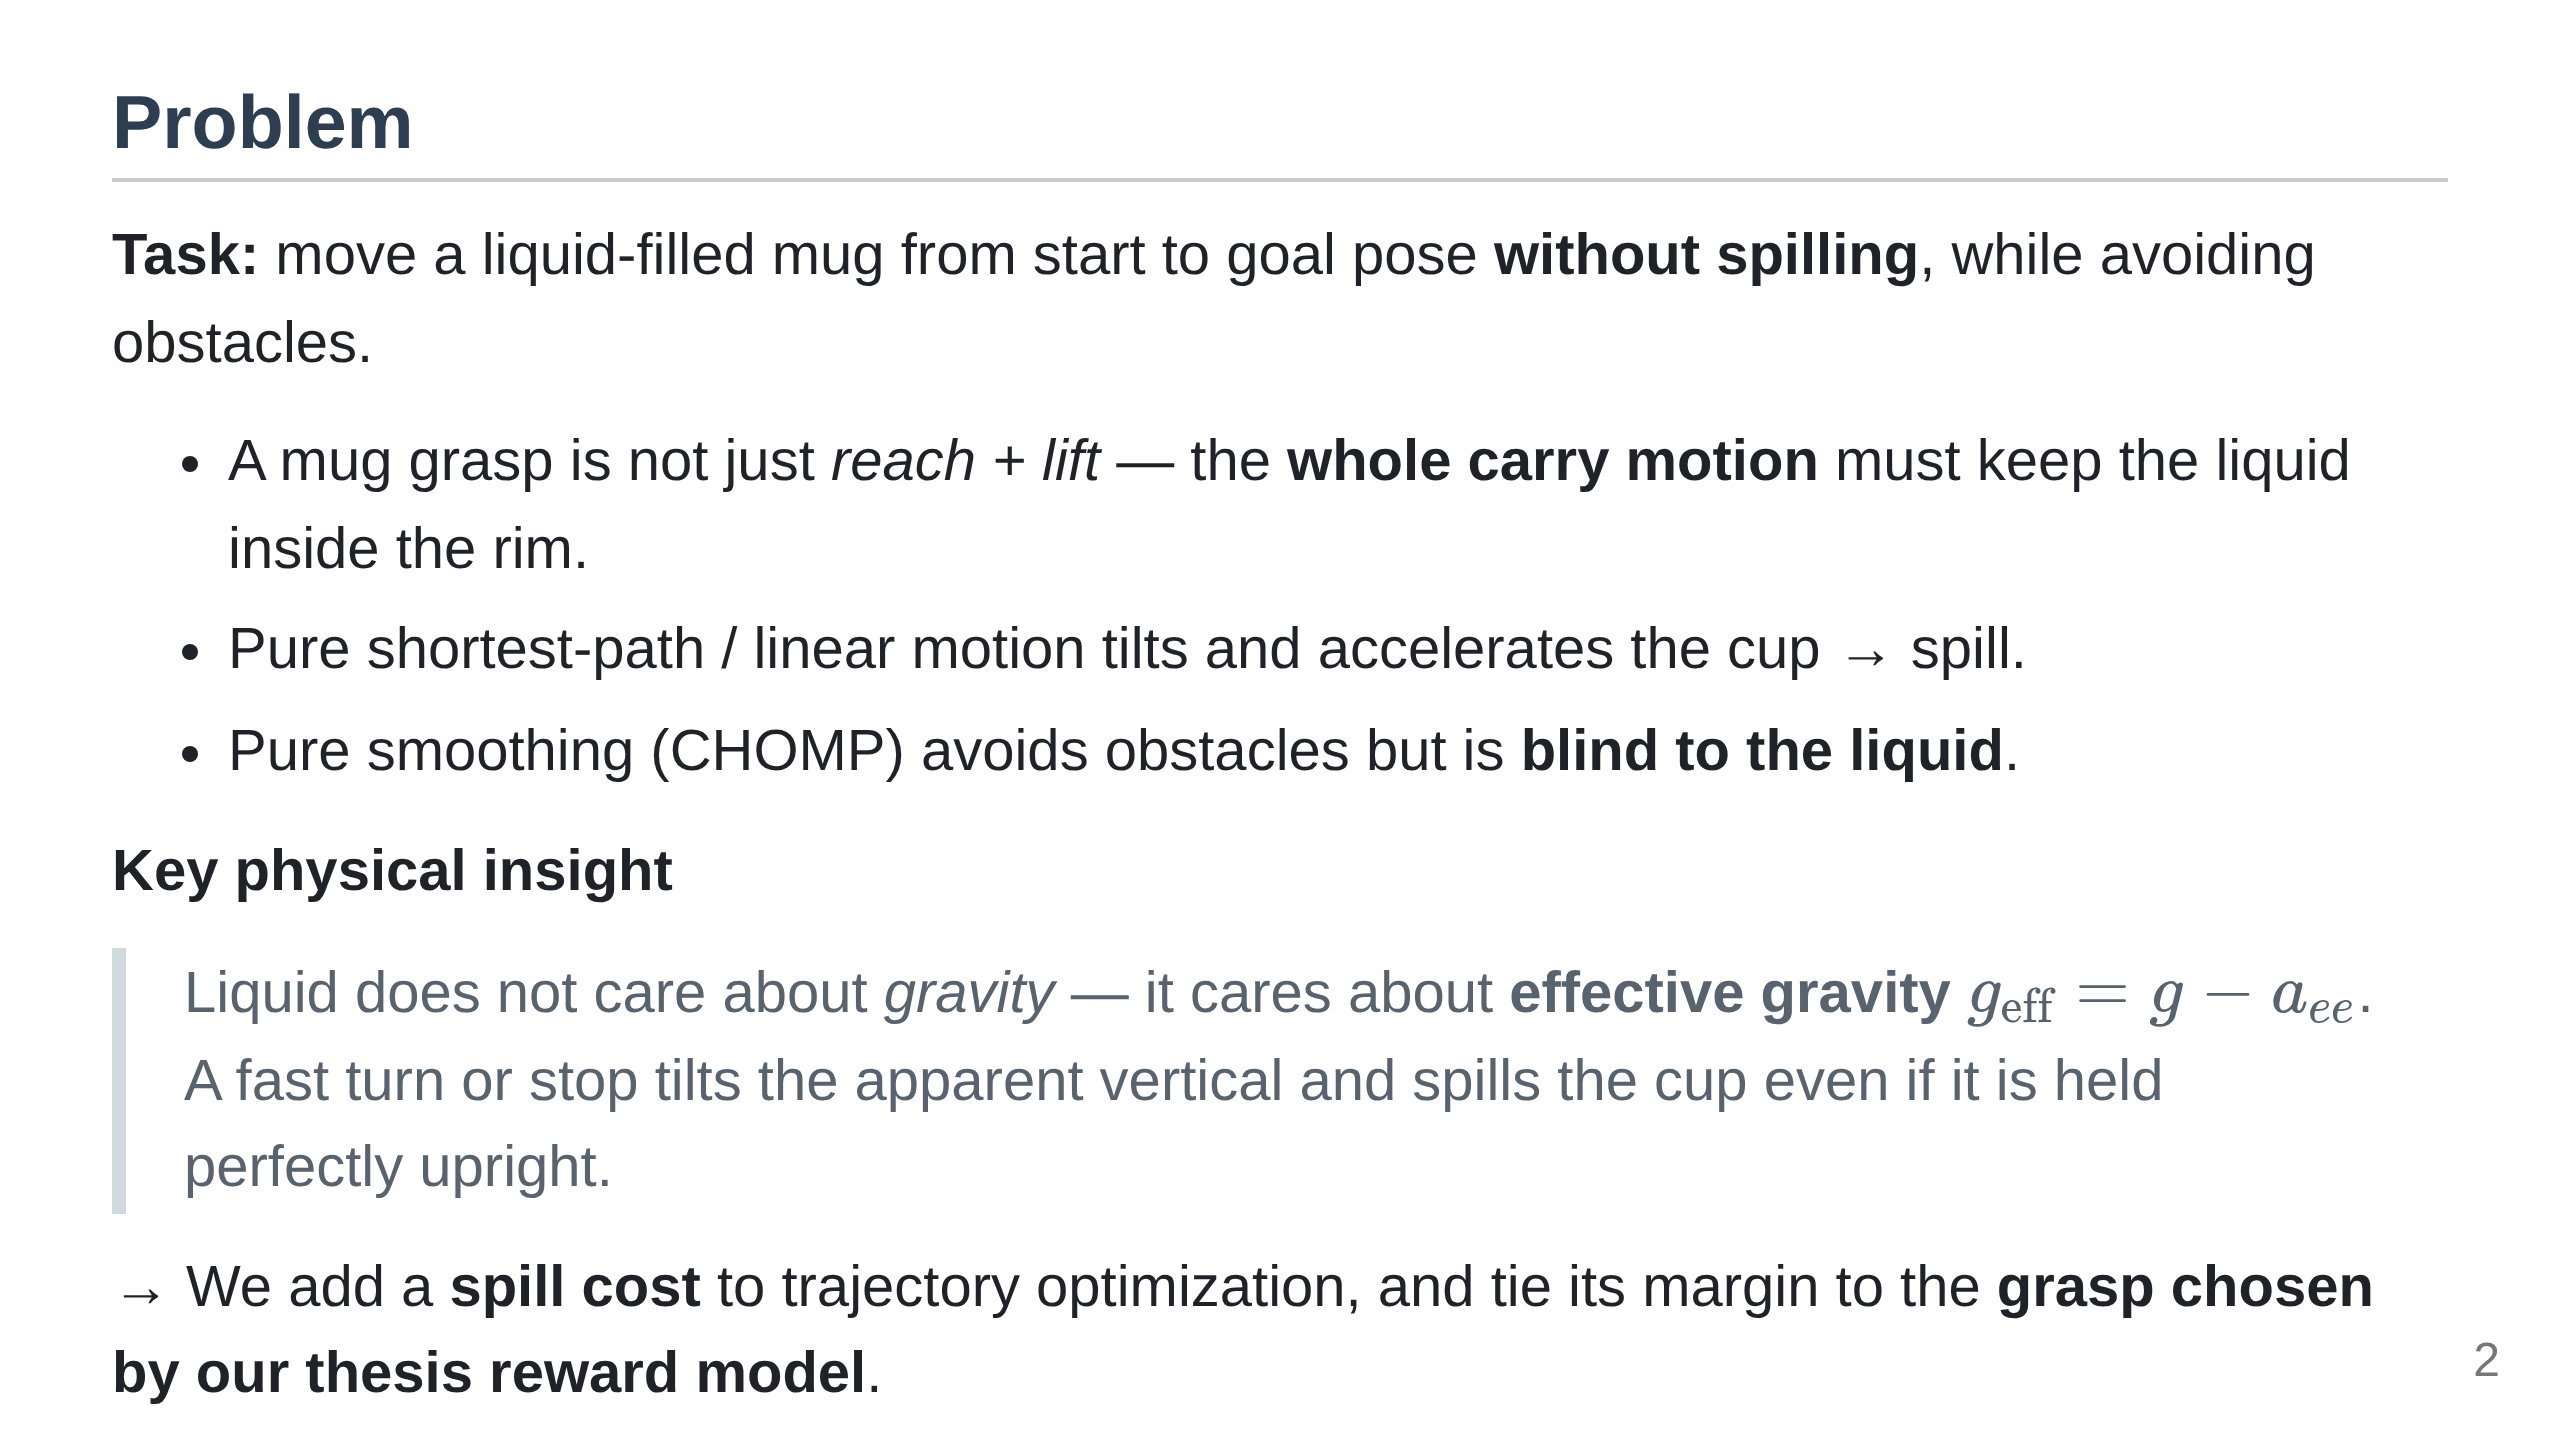 Problem
Task: move a liquid-filled mug from start to goal pose without spilling, while avoiding
obstacles.
• A mug grasp is not just reach + lift — the whole carry motion must keep the liquid
inside the rim.
• Pure shortest-path / linear motion tilts and accelerates the cup → spill.
• Pure smoothing (CHOMP) avoids obstacles but is blind to the liquid.
Key physical insight
Liquid does not care about gravity — it cares about effective gravity g_eff = g − a_ee.
A fast turn or stop tilts the apparent vertical and spills the cup even if it is held
perfectly upright.
→ We add a spill cost to trajectory optimization, and tie its margin to the grasp chosen
by our thesis reward model.
2